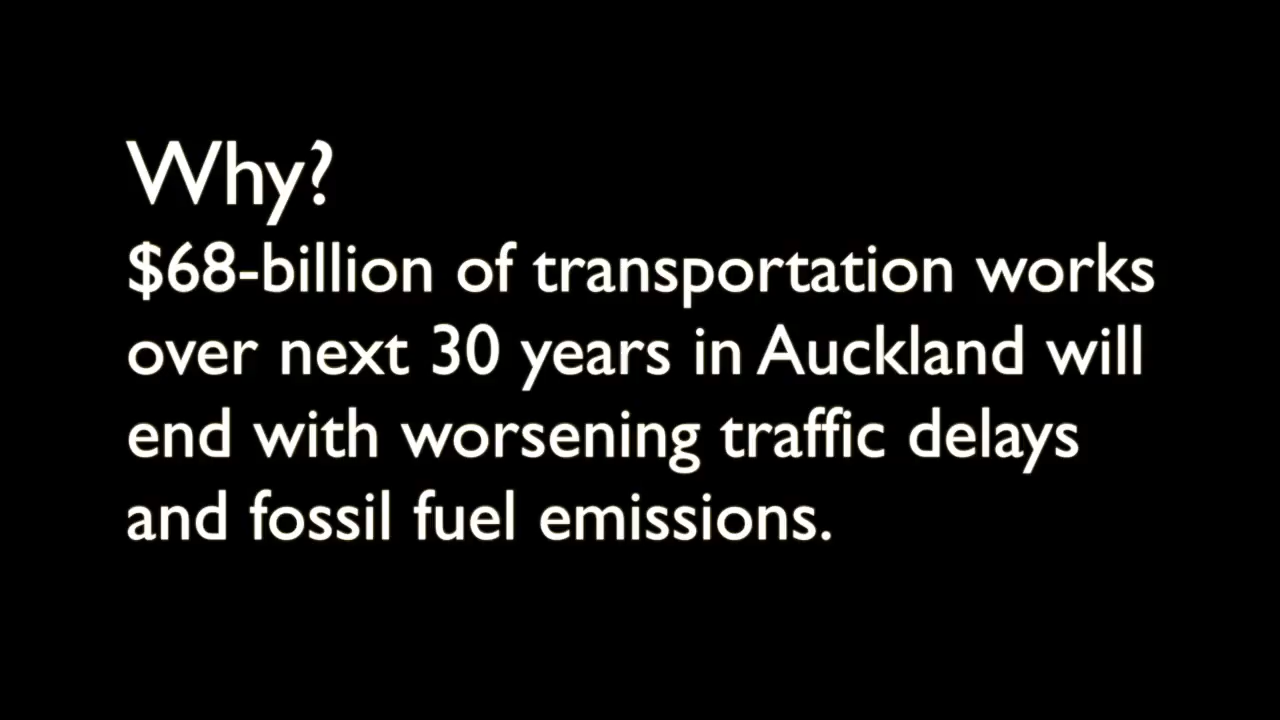 Why?
$68-billion of transportation works
over next 30 years in Auckland will
end with worsening traffic delays
and fossil fuel emissions.